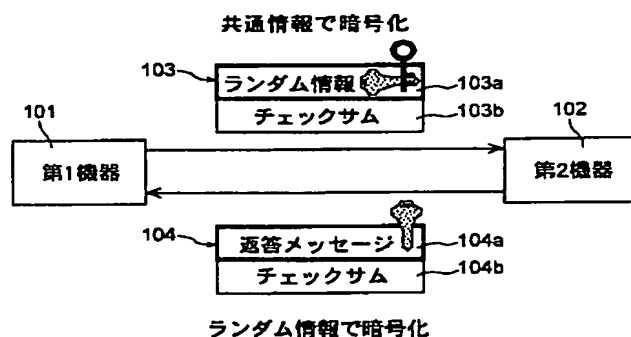 共通情報で暗号化
103
ランダム情報
103a
チェックサム
103b
101
第1機器
102
第2機器
104
返答メッセージ
104a
チェックサム
104b
ランダム情報で暗号化